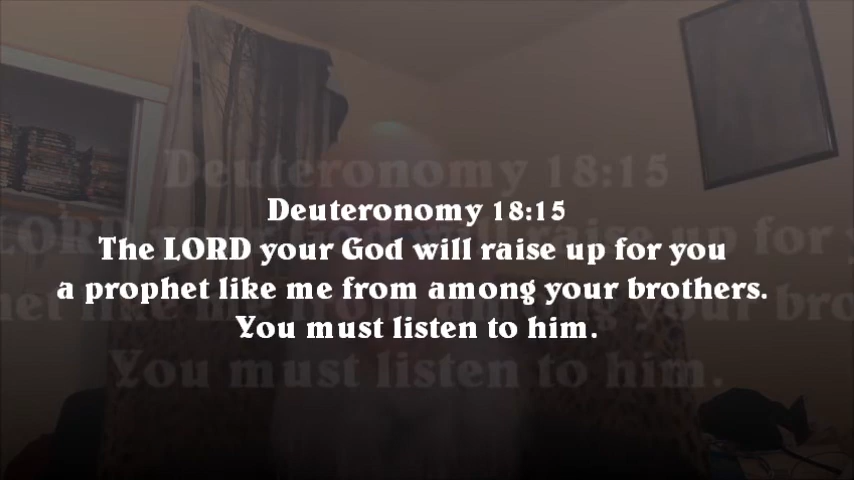 Deuteronomy 18:15
The LORD your God will raise up for you
a prophet like me from among your brothers.
You must listen to him.